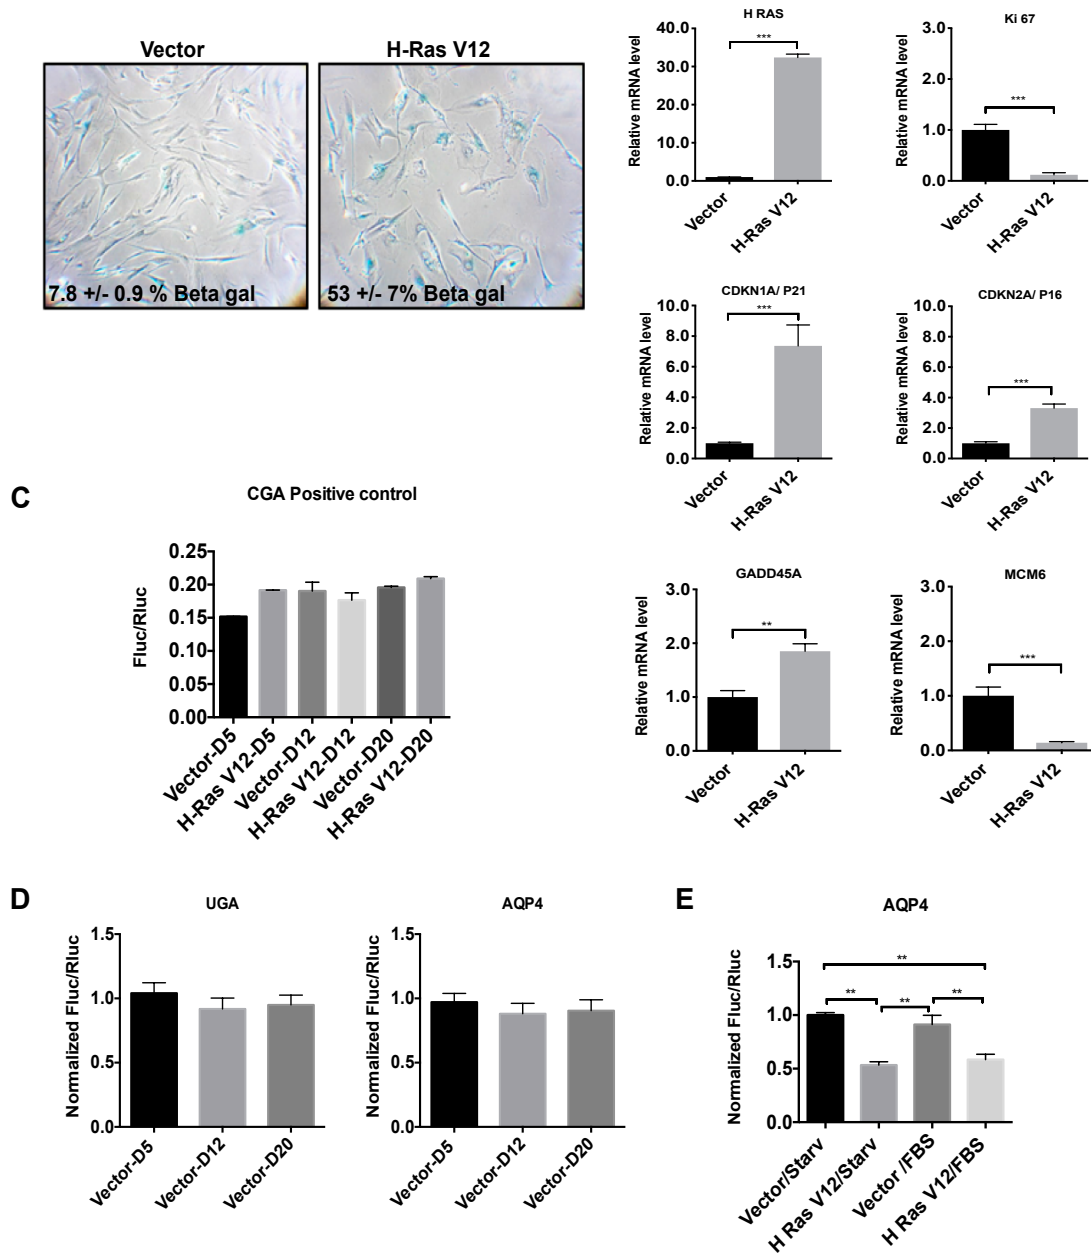 Vector
H-Ras V12
7.8 +/- 0.9 % Beta gal
53 +/- 7% Beta gal
H RAS
Relative mRNA level
40.0
30.0
20.0
10.0
0.0
***
Vector
H-Ras V12
Ki 67
Relative mRNA level
3.0
2.0
1.0
0.0
***
Vector
H-Ras V12
CDKN1A/ P21
Relative mRNA level
10.0
8.0
6.0
4.0
2.0
0.0
***
Vector
H-Ras V12
CDKN2A/ P16
Relative mRNA level
10.0
8.0
6.0
4.0
2.0
0.0
***
Vector
H-Ras V12
C
CGA Positive control
Fluc/Rluc
0.25
0.20
0.15
0.10
0.05
0.00
Vector-D5
H-Ras V12-D5
Vector-D12
H-Ras V12-D12
Vector-D20
H-Ras V12-D20
GADD45A
Relative mRNA level
3.0
2.0
1.0
0.0
**
Vector
H-Ras V12
MCM6
Relative mRNA level
3.0
2.0
1.0
0.0
***
Vector
H-Ras V12
D
UGA
Normalized Fluc/Rluc
1.5
1.0
0.5
0.0
Vector-D5
Vector-D12
Vector-D20
AQP4
Normalized Fluc/Rluc
1.5
1.0
0.5
0.0
Vector-D5
Vector-D12
Vector-D20
E
AQP4
Normalized Fluc/Rluc
1.5
1.0
0.5
0.0
**
**
**
**
Vector/Starv
H Ras V12/Starv
Vector /FBS
H Ras V12/FBS